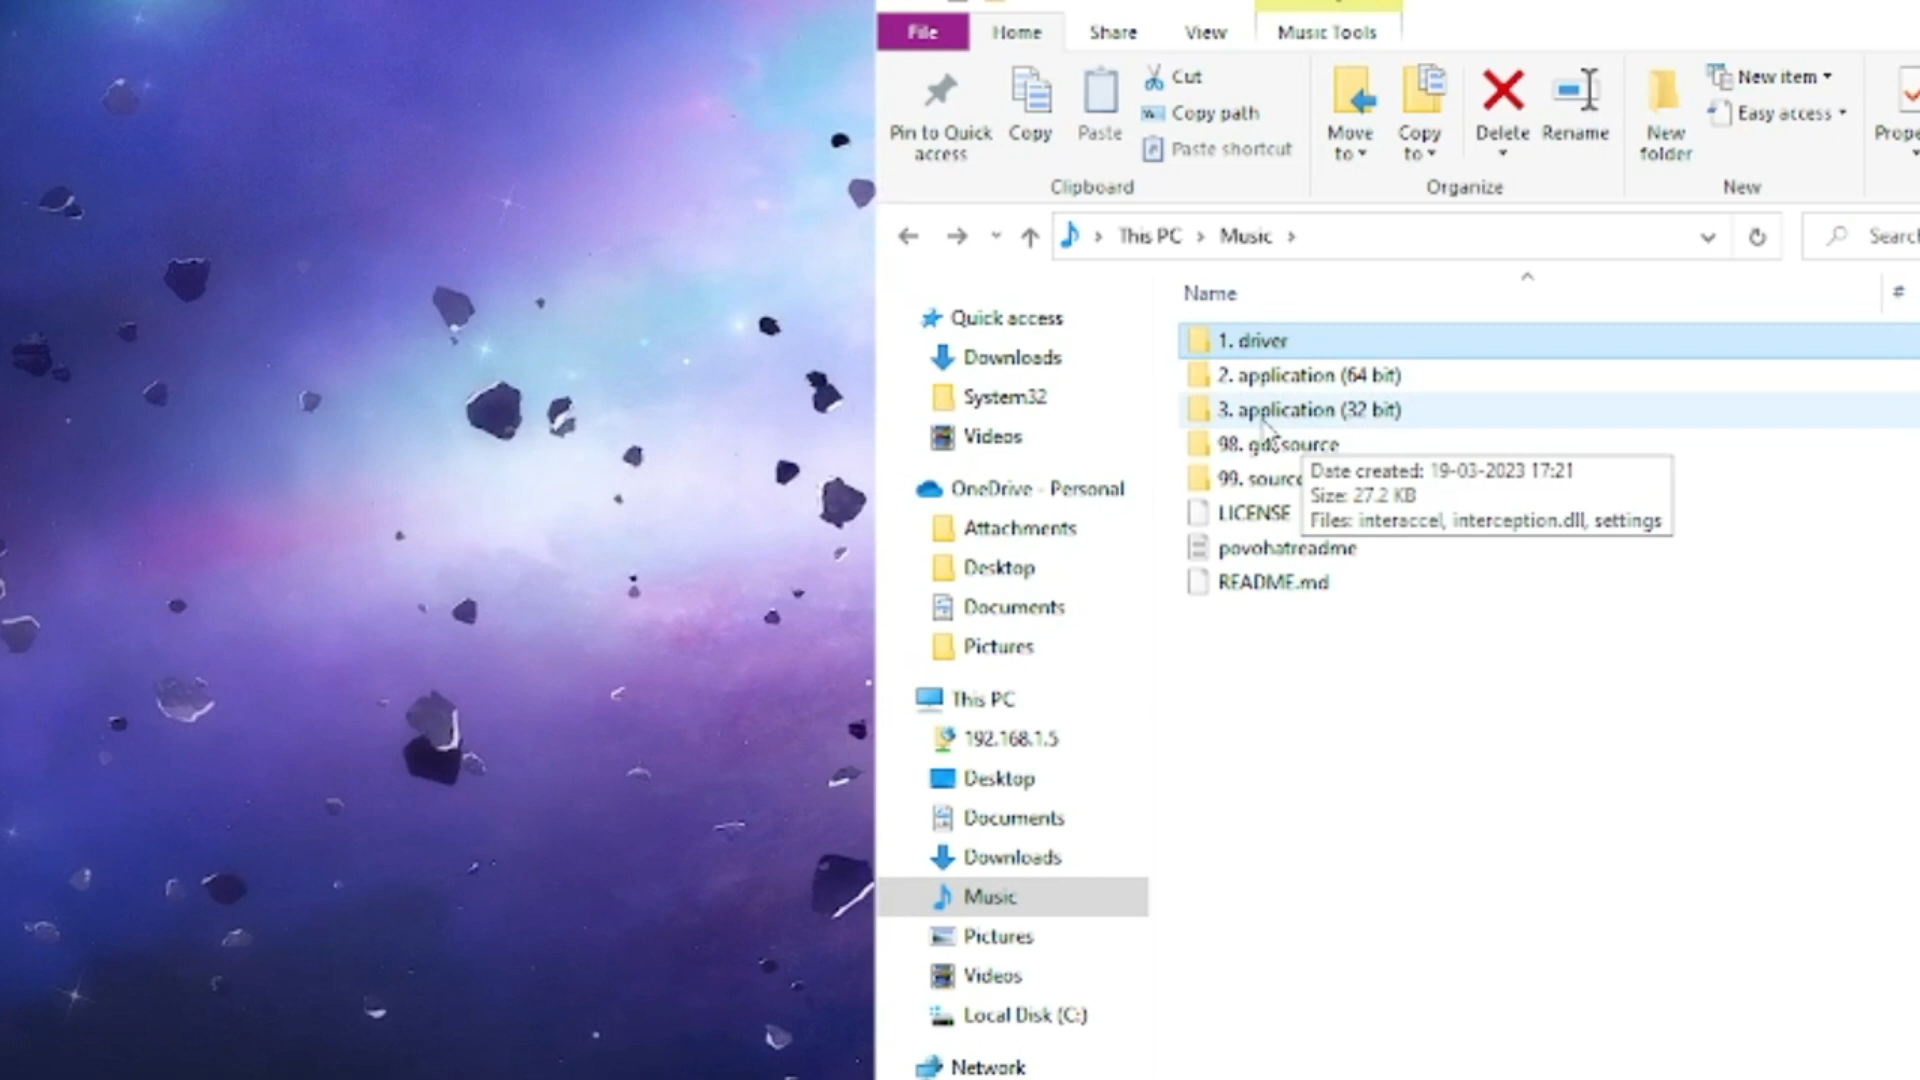 File Home Share View Music Tools
Pin to Quick access
Copy
Paste
Cut
Copy path
Paste shortcut
Clipboard
Move to
Copy to
Delete
Rename
Organize
New folder
New item
Easy access
New
Prope
This PC > Music >
Searc
Name
#
Quick access
Downloads
System32
Videos
OneDrive - Personal
Attachments
Desktop
Documents
Pictures
This PC
192.168.1.5
Desktop
Documents
Downloads
Music
Pictures
Videos
Local Disk (C:)
Network
1. driver
2. application (64 bit)
3. application (32 bit)
98. source
99. source
LICENSE
povohatreadme
README.md
Date created: 19-03-2023 17:21
Size: 27.2 KB
Files: interaccel, interception.dll, settings